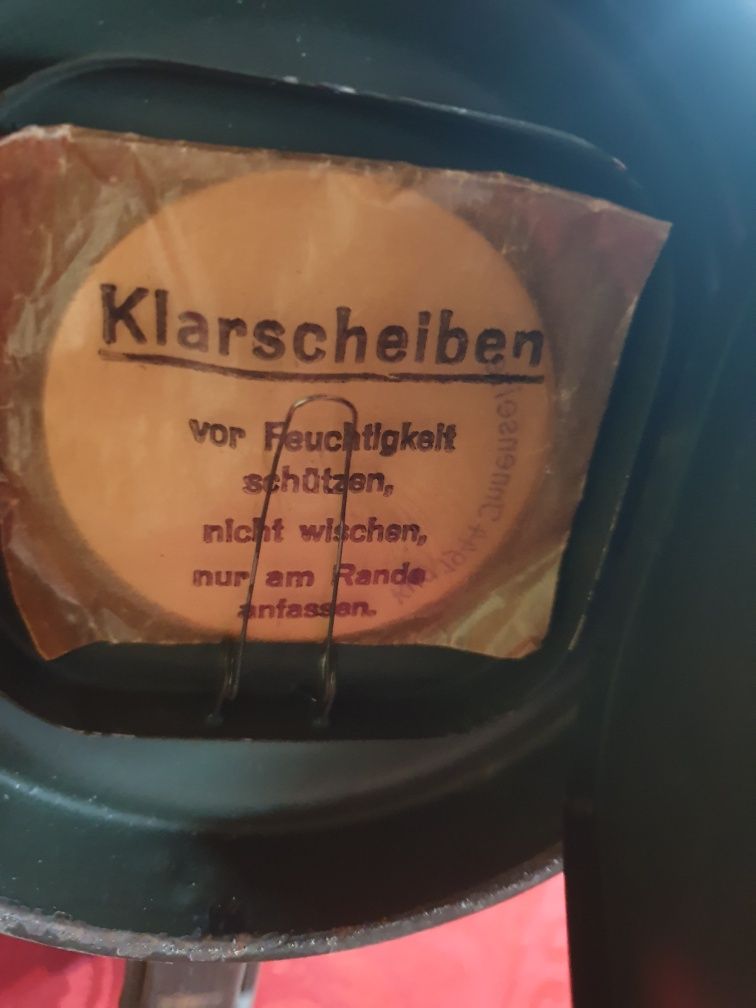 Klarscheiben
vor Feuchtigkeit
schützen,
nicht wischen,
nur am Rande
anfassen.